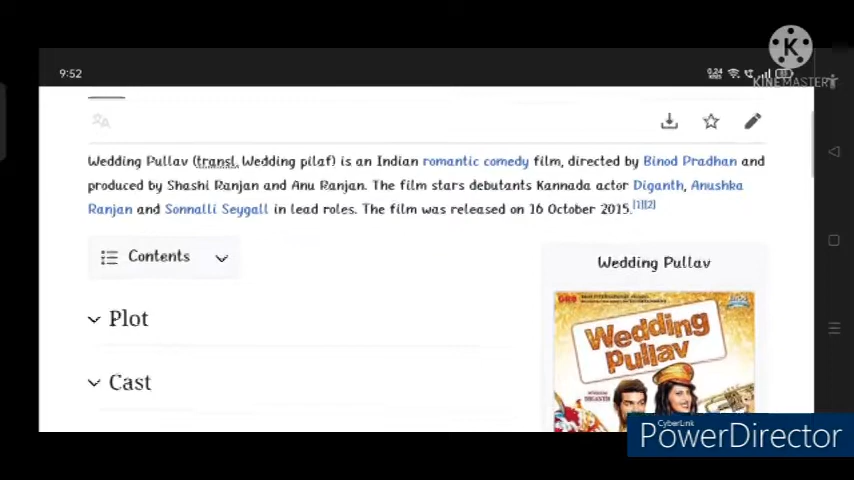 9:52
KINEMASTER
Wedding Pullav (transl. Wedding pilaf) is an Indian romantic comedy film, directed by Binod Pradhan and
produced by Shashi Ranjan and Anu Ranjan. The film stars debutants Kannada actor Diganth, Anushka
Ranjan and Sonnalli Seygall in lead roles. The film was released on 16 October 2015.[1][2]
Contents
Wedding Pullav
Wedding
Pullav
DIGANTH
Plot
Cast
CyberLink
PowerDirector